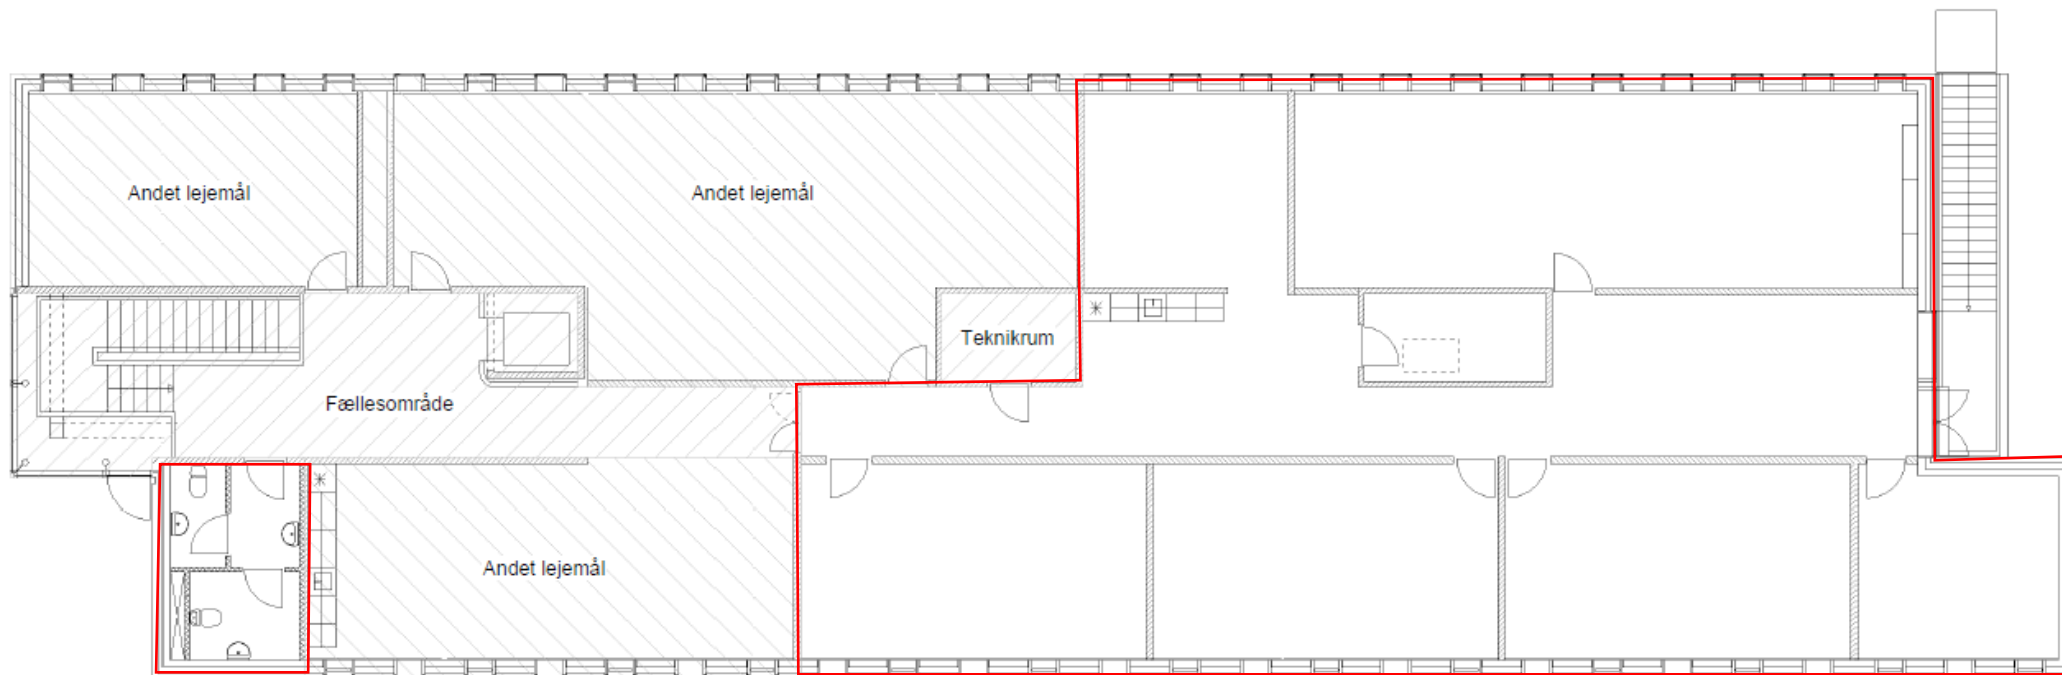 Andet lejemål
Andet lejemål
Teknikrum
Fællesområde
Andet lejemål